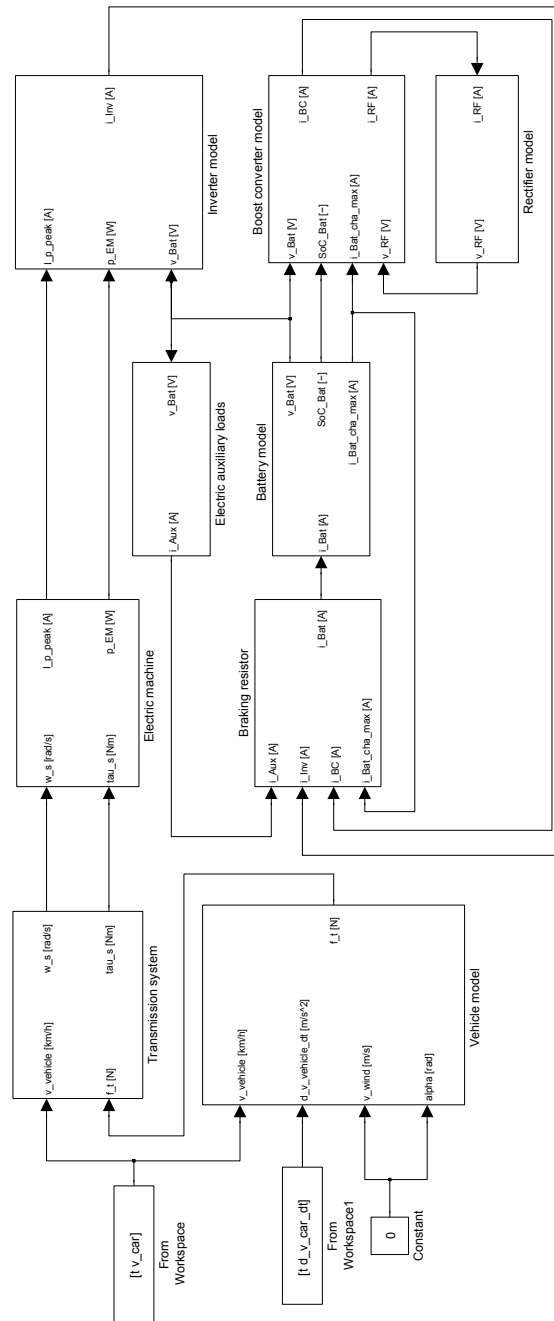 [t v_car]
From
Workspace
[t d_v_car_dt]
From
Workspace1
0
Constant
v_vehicle [km/h]
f_t [N]
w_s [rad/s]
tau_s [Nm]
Transmission system
v_vehicle [km/h]
d_v_vehicle_dt [m/s^2]
v_wind [m/s]
alpha [rad]
f_t [N]
Vehicle model
w_s [rad/s]
tau_s [Nm]
I_p_peak [A]
p_EM [W]
Electric machine
i_Aux [A]
i_Inv [A]
i_BC [A]
i_Bat_cha_max [A]
i_Bat [A]
Braking resistor
i_Aux [A]
v_Bat [V]
Electric auxiliary loads
i_Bat [A]
v_Bat [V]
SoC_Bat [−]
i_Bat_cha_max [A]
Battery model
I_p_peak [A]
p_EM [W]
v_Bat [V]
i_Inv [A]
Inverter model
v_Bat [V]
SoC_Bat [−]
i_Bat_cha_max [A]
v_RF [V]
i_BC [A]
i_RF [A]
Boost converter model
v_RF [V]
i_RF [A]
Rectifier model